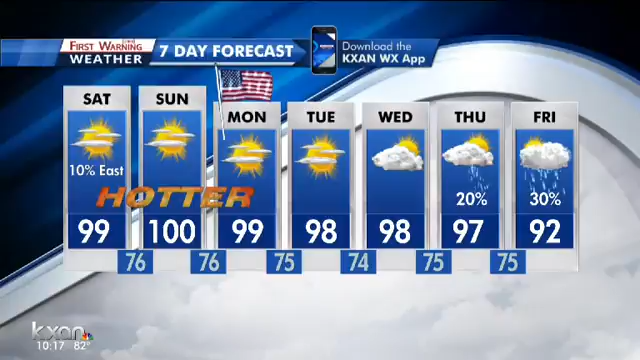 First Warning
WEATHER
7 DAY FORECAST
Download the
KXAN WX App
SAT SUN MON TUE WED THU FRI
10% East
20% 30%
HOTTER
99 100 99 98 98 97 92
76 76 75 74 75 75
kxan
10:17 82°